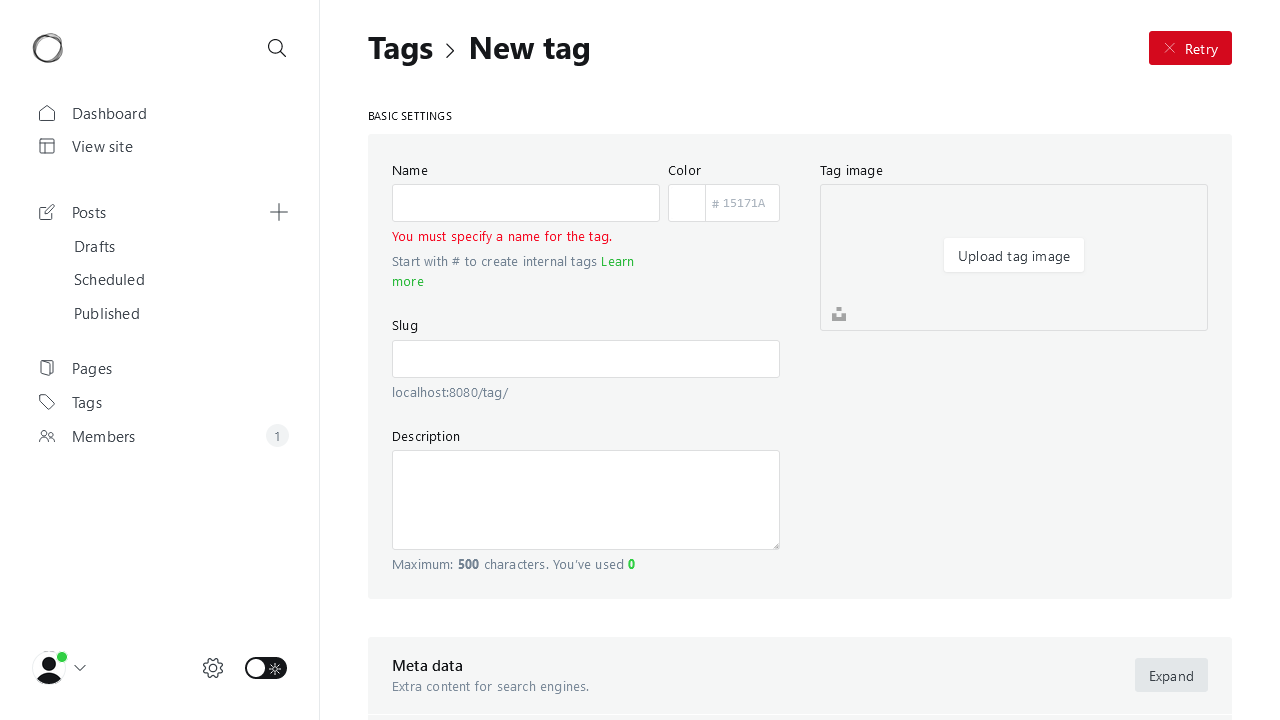 Tags > New tag
Retry
Dashboard
View site
Posts
Drafts
Scheduled
Published
Pages
Tags
Members
1
BASIC SETTINGS
Name
Color
# 15171A
You must specify a name for the tag.
Start with # to create internal tags Learn
more
Slug
localhost:8080/tag/
Description
Maximum: 500 characters. You've used 0
Tag image
Upload tag image
Meta data
Extra content for search engines.
Expand